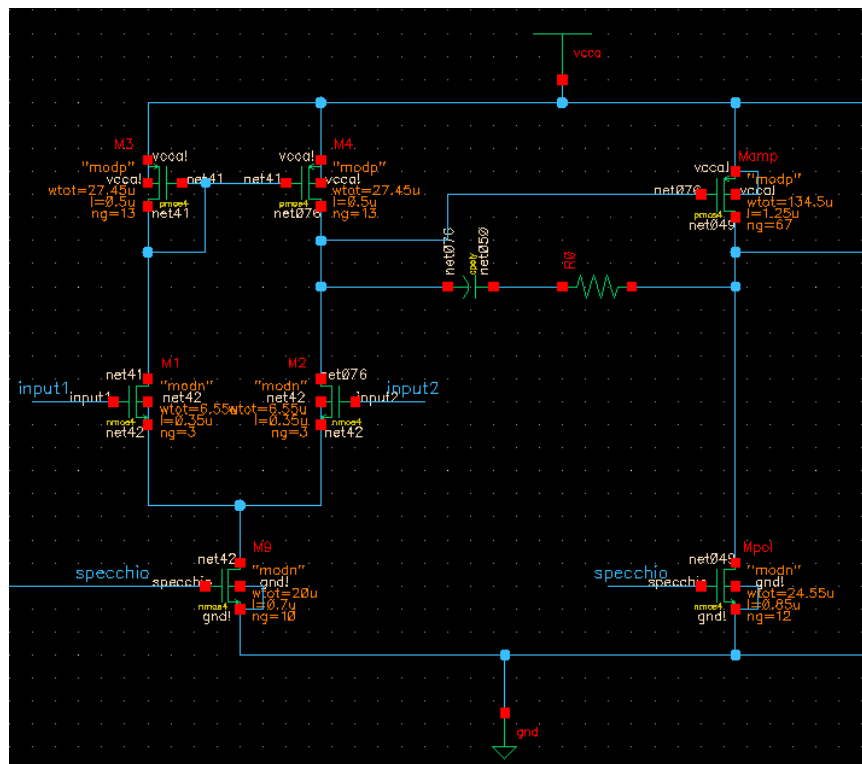 vcca
M3
vcca!
"modp"
vcca!
net41
wtot=27.45u
l=0.5u
pmos4
net41
ng=13
M4
vcca!
"modp"
net41
vcca!
wtot=27.45u
l=0.5u
pmos4
net076
ng=13
Mamp
vcca!
"modp"
net076
vcca!
wtot=134.5u
l=1.25u
pmos4
net049
ng=67
net076
cpoly
net050
R0
M1
net41
"modn"
input1
input1
net42
wtot=6.55u
l=0.35u
nmos4
ng=3
net42
M2
net076
"modn"
net42
input2
input2
wtot=6.55u
l=0.35u
nmos4
ng=3
net42
M9
net42
"modn"
specchio
specchio
gnd!
wtot=20u
l=0.7u
nmos4
gnd!
ng=10
Mpol
net049
"modn"
specchio
specchio
gnd!
wtot=24.55u
l=0.85u
nmos4
gnd!
ng=12
gnd